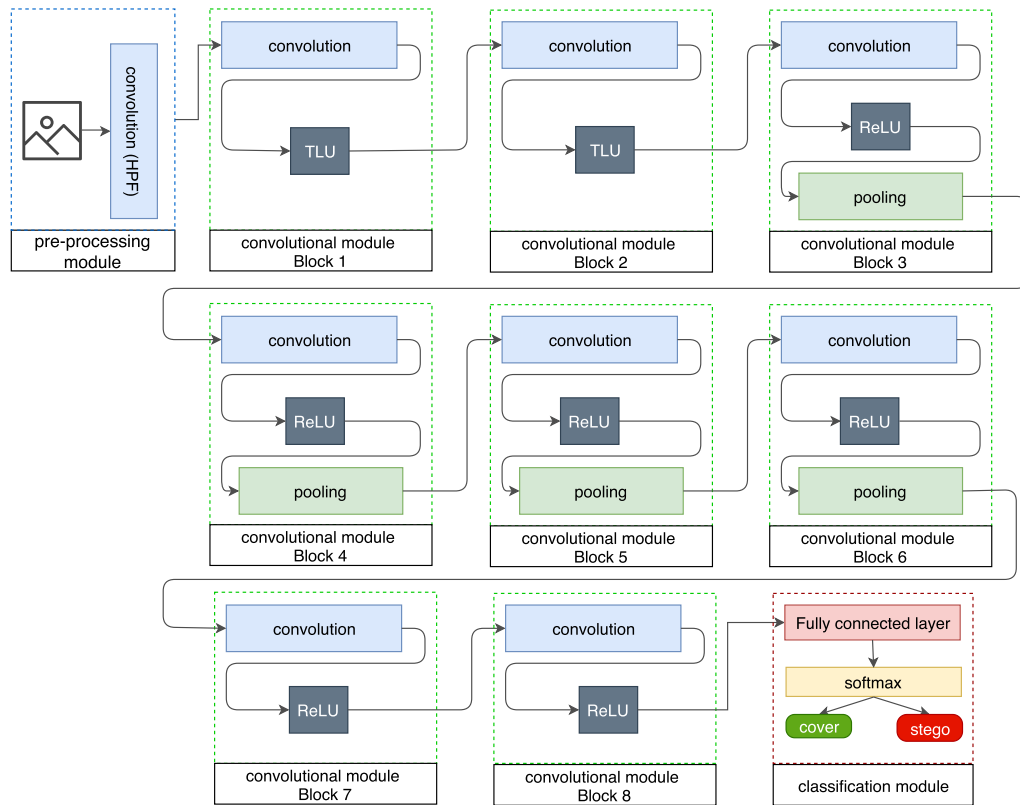 convolution (HPF)
pre-processing
module
convolution
TLU
convolutional module
Block 1
convolution
TLU
convolutional module
Block 2
convolution
ReLU
pooling
convolutional module
Block 3
convolution
ReLU
pooling
convolutional module
Block 4
convolution
ReLU
pooling
convolutional module
Block 5
convolution
ReLU
pooling
convolutional module
Block 6
convolution
ReLU
convolutional module
Block 7
convolution
ReLU
convolutional module
Block 8
Fully connected layer
softmax
cover
stego
classification module